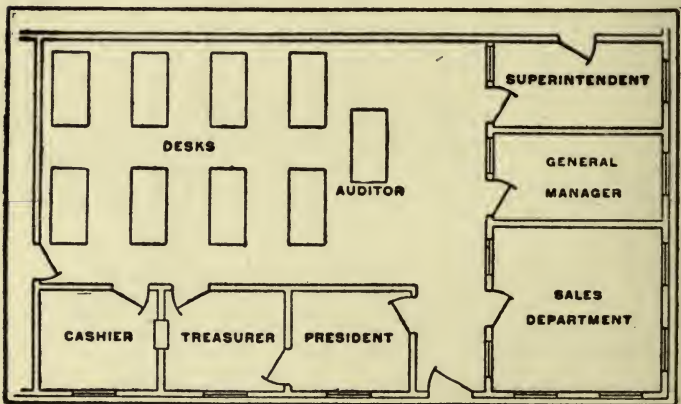 SUPERINTENDENT
DESKS
GENERAL
MANAGER
AUDITOR
SALES
DEPARTMENT
CASHIER
TREASURER
PRESIDENT